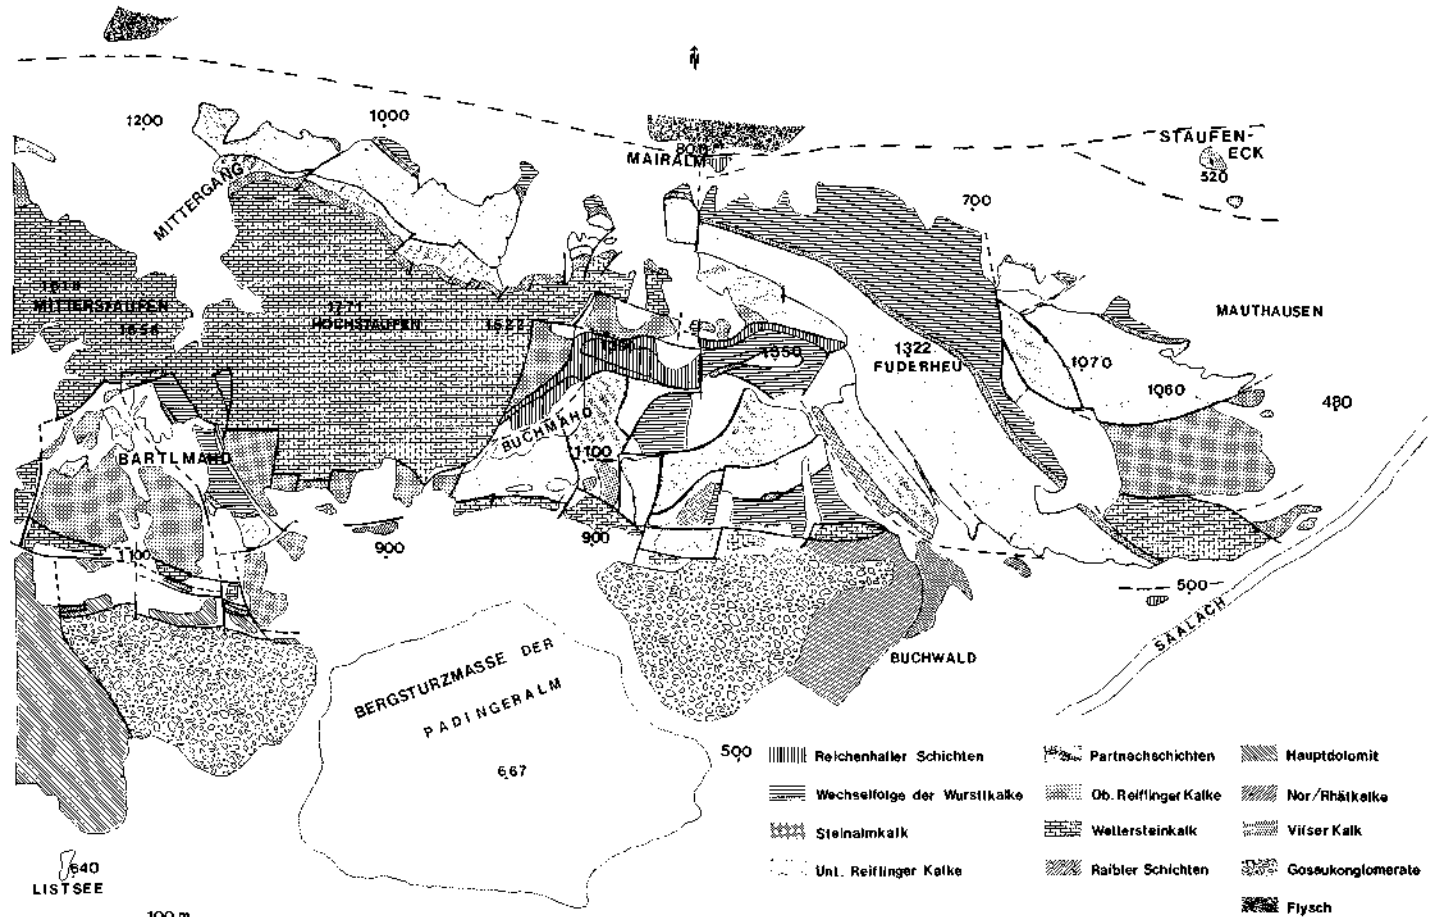 N
1200
1000
800
MAIRALM
STAUFEN-
ECK
520
700
MITTERGANG
1618
MITTERSTAUFEN
1656
1771
HOCHSTAUFEN
1522
1350
1350
1322
FUDERHEU
MAUTHAUSEN
1070
1060
480
BUCHMAHD
1100
BARTLMAHD
1100
900
900
500
SAALACH
BUCHWALD
BERGSTURZMASSE DER
PADINGERALM
667
500
640
LISTSEE
100 m
Reichenhaller Schichten
Wechselfolge der Wurstlkalke
Steinalmkalk
Unt. Reiflinger Kalke
Partnachschichten
Ob. Reiflinger Kalke
Wettersteinkalk
Raibler Schichten
Hauptdolomit
Nor/Rhätkalke
Vilser Kalk
Gosaukonglomerate
Flysch